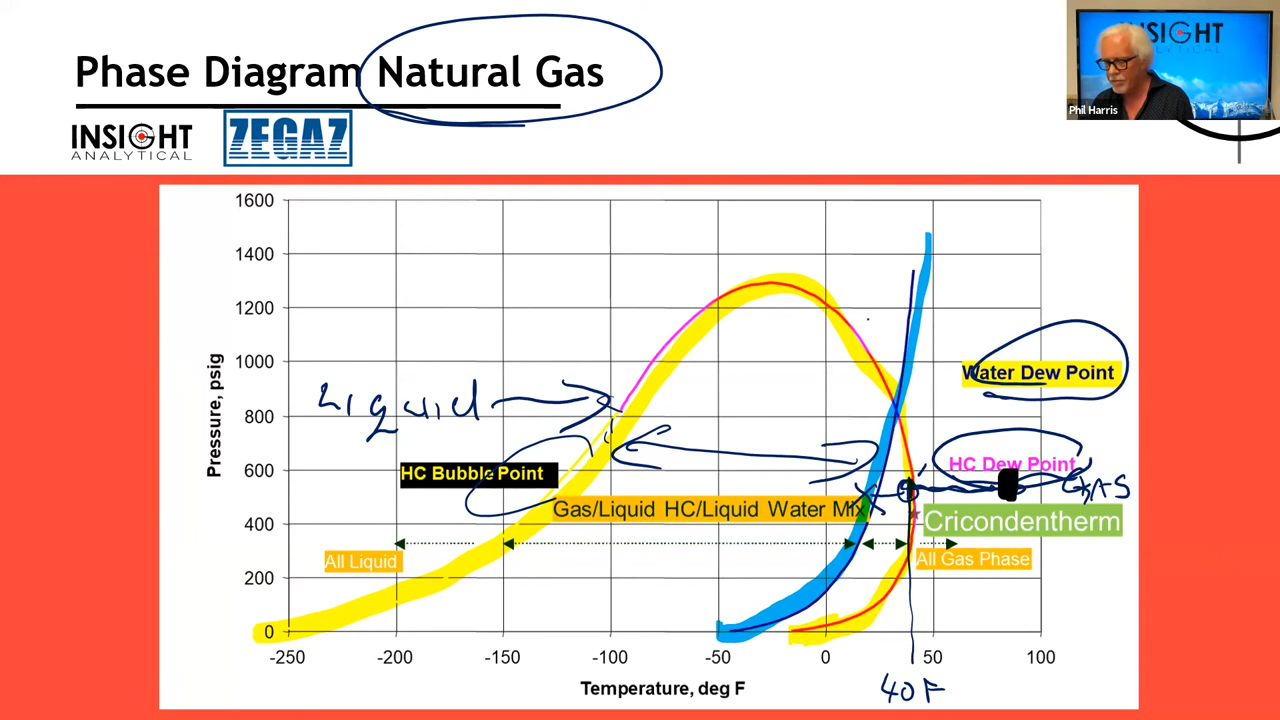 Phase Diagram Natural Gas
INSIGHT
ANALYTICAL
ZEGAZ
INSIGHT
ANALYTICAL
Phil Harris
1600
1400
1200
1000
800
600
400
200
0
Pressure, psig
-250
-200
-150
-100
-50
0
50
100
Temperature, deg F
Liquid
HC Bubble Point
Gas/Liquid HC/Liquid Water Mix
All Liquid
Water Dew Point
HC Dew Point
GAS
Cricondentherm
All Gas Phase
40 F